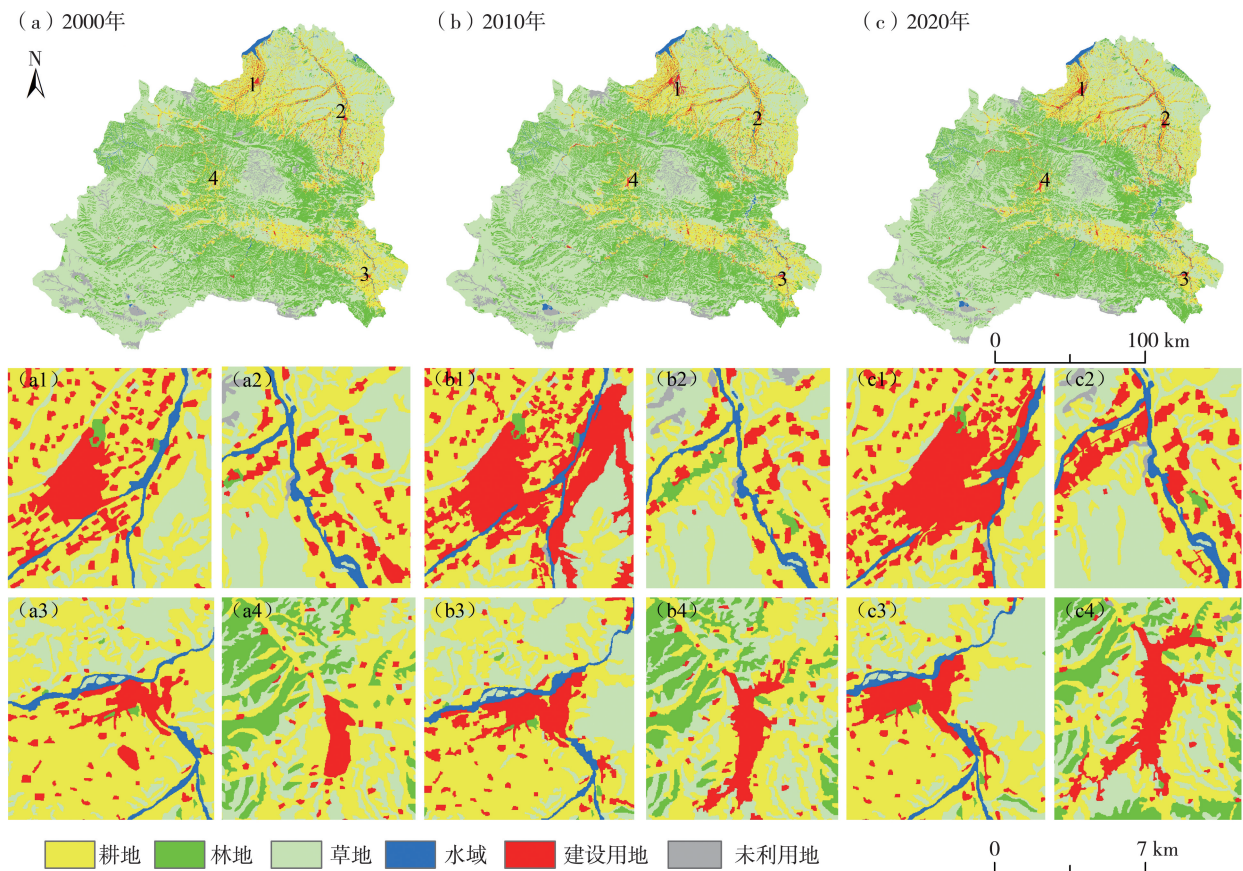 （a）2000年
（b）2010年
（c）2020年
N
1
2
3
4
1
2
3
4
1
2
3
4
0 100 km
（a1）
（a2）
（b1）
（b2）
（c1）
（c2）
（a3）
（a4）
（b3）
（b4）
（c3）
（c4）
耕地 林地 草地 水域 建设用地 未利用地
0 7 km